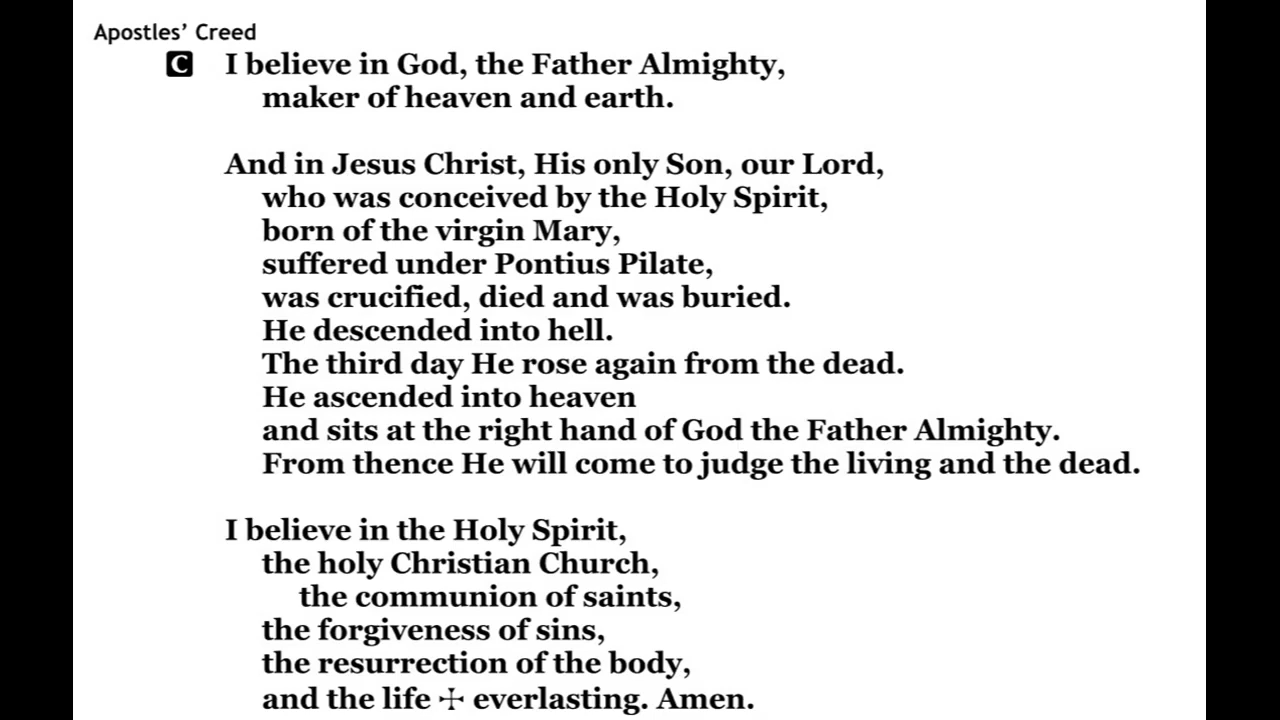 Apostles’ Creed
C I believe in God, the Father Almighty,
maker of heaven and earth.
And in Jesus Christ, His only Son, our Lord,
who was conceived by the Holy Spirit,
born of the virgin Mary,
suffered under Pontius Pilate,
was crucified, died and was buried.
He descended into hell.
The third day He rose again from the dead.
He ascended into heaven
and sits at the right hand of God the Father Almighty.
From thence He will come to judge the living and the dead.
I believe in the Holy Spirit,
the holy Christian Church,
the communion of saints,
the forgiveness of sins,
the resurrection of the body,
and the life ☩ everlasting. Amen.